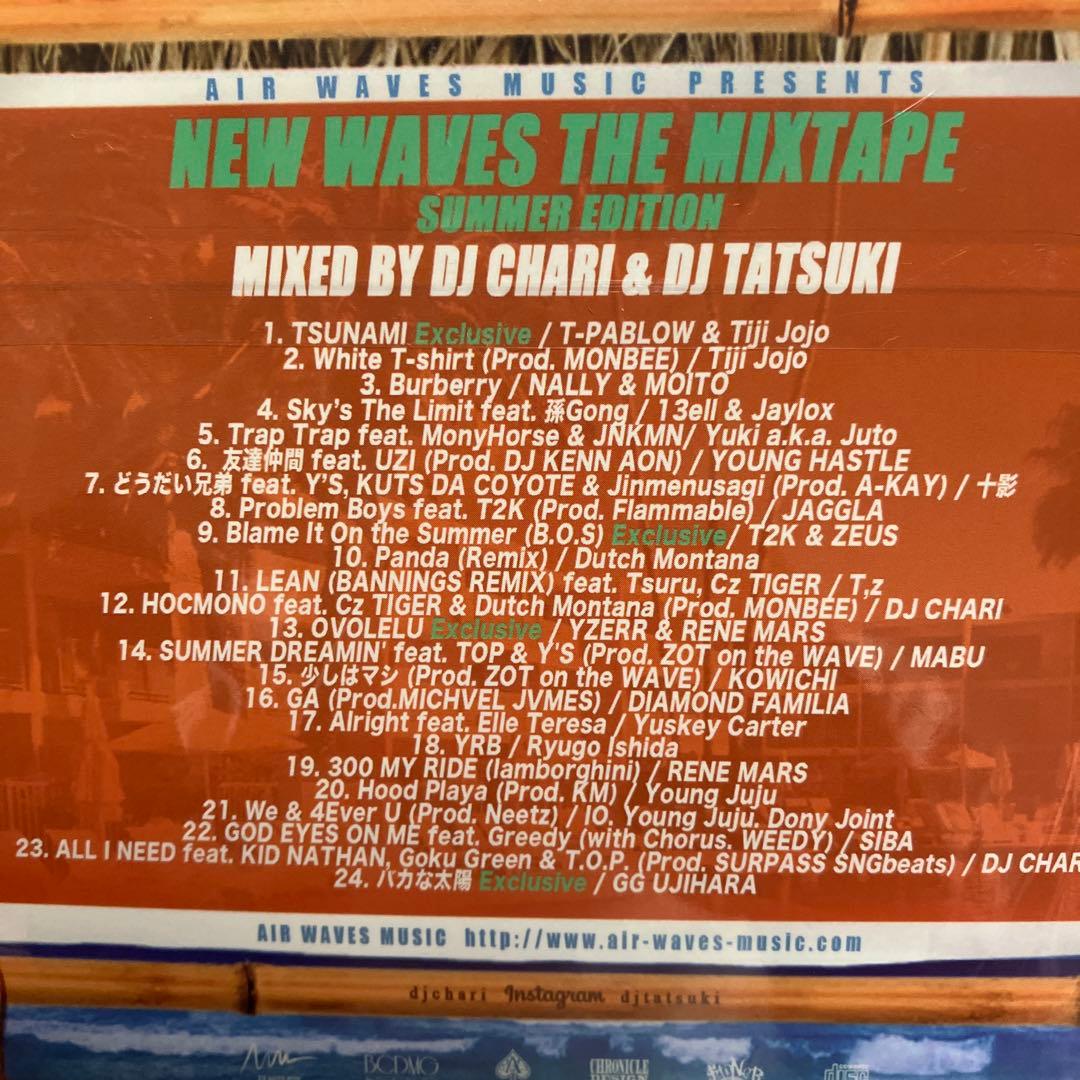 AIR WAVES MUSIC PRESENTS
NEW WAVES THE MIXTAPE
SUMMER EDITION
MIXED BY DJ CHARI & DJ TATSUKI
1. TSUNAMI Exclusive / T-PABLOW & Tiji Jojo
2. White T-shirt (Prod. MONBEE) / Tiji Jojo
3. Burberry / NALLY & MOITO
4. Sky's The Limit feat. 孫Gong / 13ell & Jaylox
5. Trap Trap feat. MonyHorse & JNKMN/ Yuki a.k.a. Juto
6. 友達仲間 feat. UZI (Prod. DJ KENN AON) / YOUNG HASTLE
7. どうだい兄弟 feat. Y'S, KUTS DA COYOTE & Jinmenusagi (Prod. A-KAY) / 十影
8. Problem Boys feat. T2K (Prod. Flammable) / JAGGLA
9. Blame It On the Summer (B.O.S) Exclusive/ T2K & ZEUS
10. Panda (Remix) / Dutch Montana
11. LEAN (BANNINGS REMIX) feat. Tsuru, Cz TIGER / T,z
12. HOCMONO feat. Cz TIGER & Dutch Montana (Prod. MONBEE) / DJ CHARI
13. OVOLELU Exclusive / YZERR & RENE MARS
14. SUMMER DREAMIN' feat. TOP & Y'S (Prod. ZOT on the WAVE) / MABU
15. 少しはマシ (Prod. ZOT on the WAVE) / KOWICHI
16. GA (Prod.MICHVEL JVMES) / DIAMOND FAMILIA
17. Alright feat. Elle Teresa / Yuskey Carter
18. YRB / Ryugo Ishida
19. 300 MY RIDE (lamborghini) / RENE MARS
20. Hood Playa (Prod. KM) / Young Juju
21. We & 4Ever U (Prod. Neetz) / IO. Young Juju. Dony Joint
22. GOD EYES ON ME feat. Greedy (with Chorus. WEEDY) / SIBA
23. ALL I NEED feat. KID NATHAN, Goku Green & T.O.P. (Prod. SURPASS SNGbeats) / DJ CHAR
24. バカな太陽 Exclusive / GG UJIHARA
AIR WAVES MUSIC http://www.air-waves-music.com
djchari Instagram djtatsuki
BCDMG CHRONICLE DESIGN